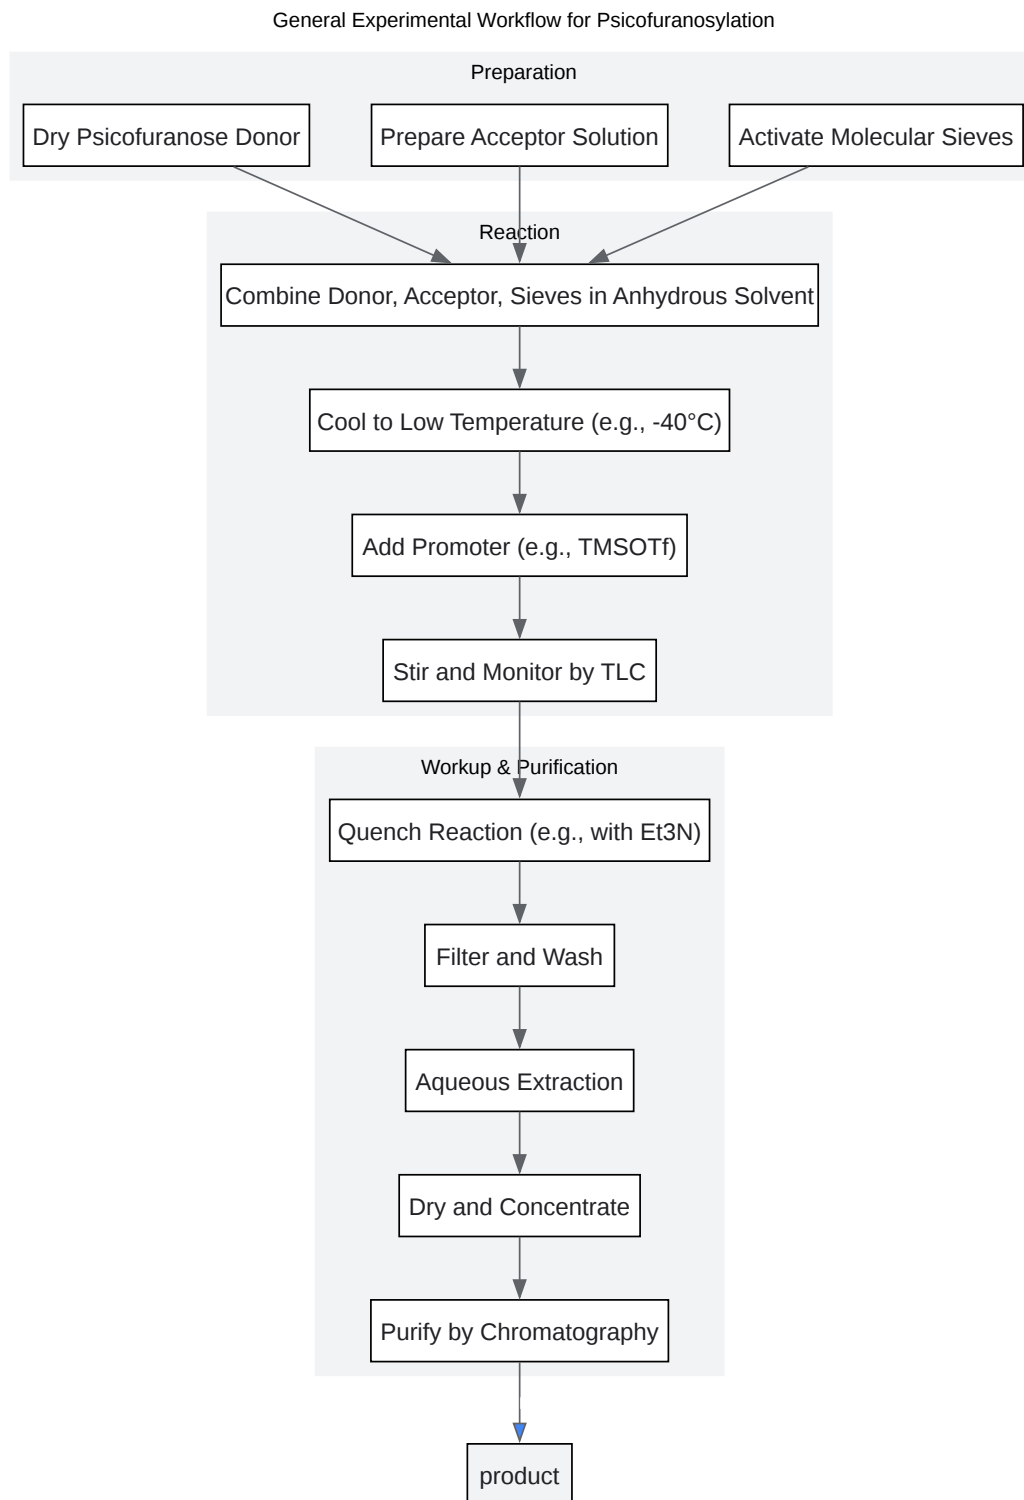 General Experimental Workflow for Psicofuranosylation
Preparation
Dry Psicofuranose Donor
Prepare Acceptor Solution
Activate Molecular Sieves
Reaction
Combine Donor, Acceptor, Sieves in Anhydrous Solvent
Cool to Low Temperature (e.g., -40°C)
Add Promoter (e.g., TMSOTf)
Stir and Monitor by TLC
Workup & Purification
Quench Reaction (e.g., with Et3N)
Filter and Wash
Aqueous Extraction
Dry and Concentrate
Purify by Chromatography
product